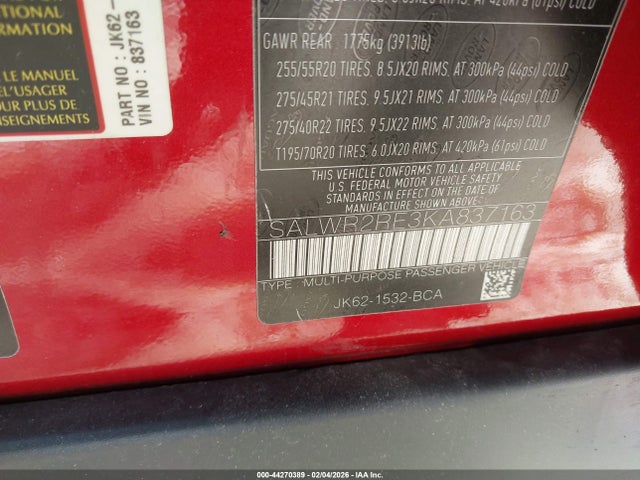 TIONAL
FORMATION
LE MANUEL
L'USAGER
POUR PLUS DE
ENSEIGNEMENTS
PART NO: JK62-
VIN NO: 837163
GAWR REAR 1775kg (3913lb)
255/55R20 TIRES. 8.5JX20 RIMS. AT 300kPa (44psi) COLD
275/45R21 TIRES. 9.5JX21 RIMS. AT 300kPa (44psi) COLD
275/40R22 TIRES. 9.5JX22 RIMS. AT 300kPa (44psi) COLD
T195/70R20 TIRES. 6.0JX20 RIMS. AT 420kPa (61psi) COLD
THIS VEHICLE CONFORMS TO ALL APPLICABLE
U.S. FEDERAL MOTOR VEHICLE SAFETY
STANDARDS IN EFFECT ON THE DATE OF
MANUFACTURE SHOWN ABOVE.
SALWR2RE3KA837163
TYPE MULTI-PURPOSE PASSENGER VEHICLE
JK62-1532-BCA
000-44270389 - 02/04/2026 - IAA Inc.